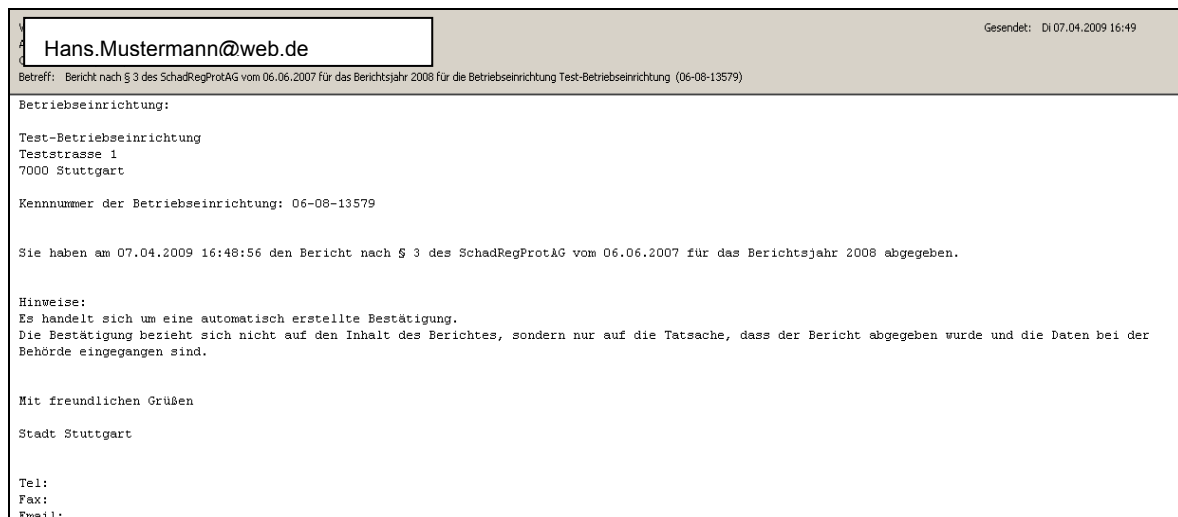 Gesendet: Di 07.04.2009 16:49
Hans.Mustermann@web.de
Betreff: Bericht nach § 3 des SchadRegProtAG vom 06.06.2007 für das Berichtsjahr 2008 für die Betriebseinrichtung Test-Betriebseinrichtung (06-08-13579)
Betriebseinrichtung:
Test-Betriebseinrichtung
Teststrasse 1
7000 Stuttgart
Kennnummer der Betriebseinrichtung: 06-08-13579
Sie haben am 07.04.2009 16:48:56 den Bericht nach § 3 des SchadRegProtAG vom 06.06.2007 für das Berichtsjahr 2008 abgegeben.
Hinweise:
Es handelt sich um eine automatisch erstellte Bestätigung.
Die Bestätigung bezieht sich nicht auf den Inhalt des Berichtes, sondern nur auf die Tatsache, dass der Bericht abgegeben wurde und die Daten bei der
Behörde eingegangen sind.
Mit freundlichen Grüßen
Stadt Stuttgart
Tel:
Fax:
Email: